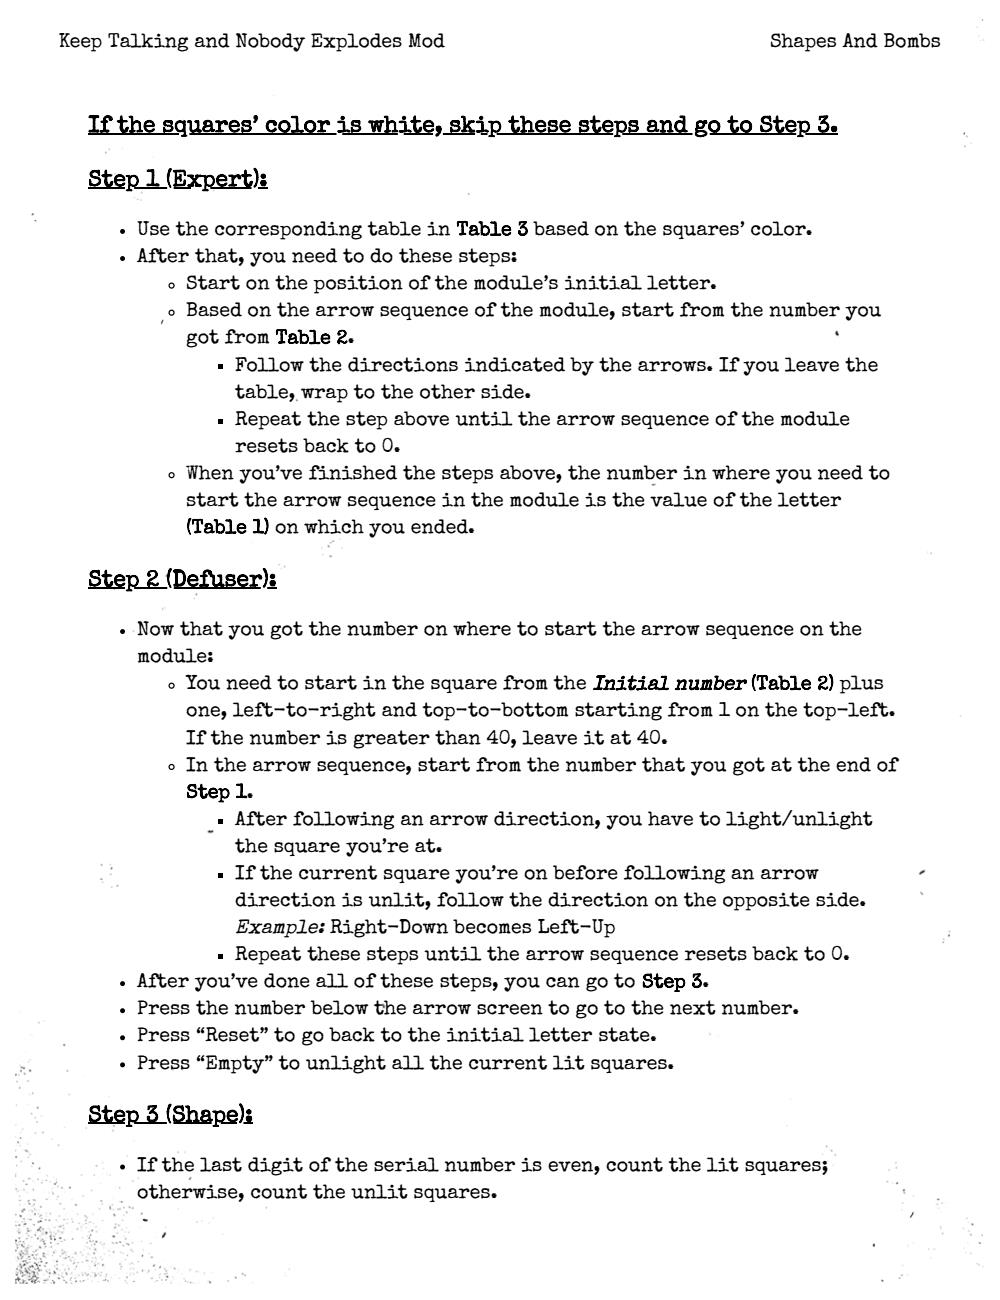 Keep Talking and Nobody Explodes Mod Shapes And Bombs
If the squares’ color is white, skip these steps and go to Step 3.
Step 1 (Expert):
• Use the corresponding table in Table 3 based on the squares’ color.
• After that, you need to do these steps:
◦ Start on the position of the module’s initial letter.
◦ Based on the arrow sequence of the module, start from the number you
got from Table 2.
▪ Follow the directions indicated by the arrows. If you leave the
table, wrap to the other side.
▪ Repeat the step above until the arrow sequence of the module
resets back to 0.
◦ When you’ve finished the steps above, the number in where you need to
start the arrow sequence in the module is the value of the letter
(Table 1) on which you ended.
Step 2 (Defuser):
• Now that you got the number on where to start the arrow sequence on the
module:
◦ You need to start in the square from the Initial number (Table 2) plus
one, left-to-right and top-to-bottom starting from 1 on the top-left.
If the number is greater than 40, leave it at 40.
◦ In the arrow sequence, start from the number that you got at the end of
Step 1.
▪ After following an arrow direction, you have to light/unlight
the square you’re at.
▪ If the current square you’re on before following an arrow
direction is unlit, follow the direction on the opposite side.
Example: Right-Down becomes Left-Up
▪ Repeat these steps until the arrow sequence resets back to 0.
• After you’ve done all of these steps, you can go to Step 3.
• Press the number below the arrow screen to go to the next number.
• Press “Reset” to go back to the initial letter state.
• Press “Empty” to unlight all the current lit squares.
Step 3 (Shape):
• If the last digit of the serial number is even, count the lit squares;
otherwise, count the unlit squares.